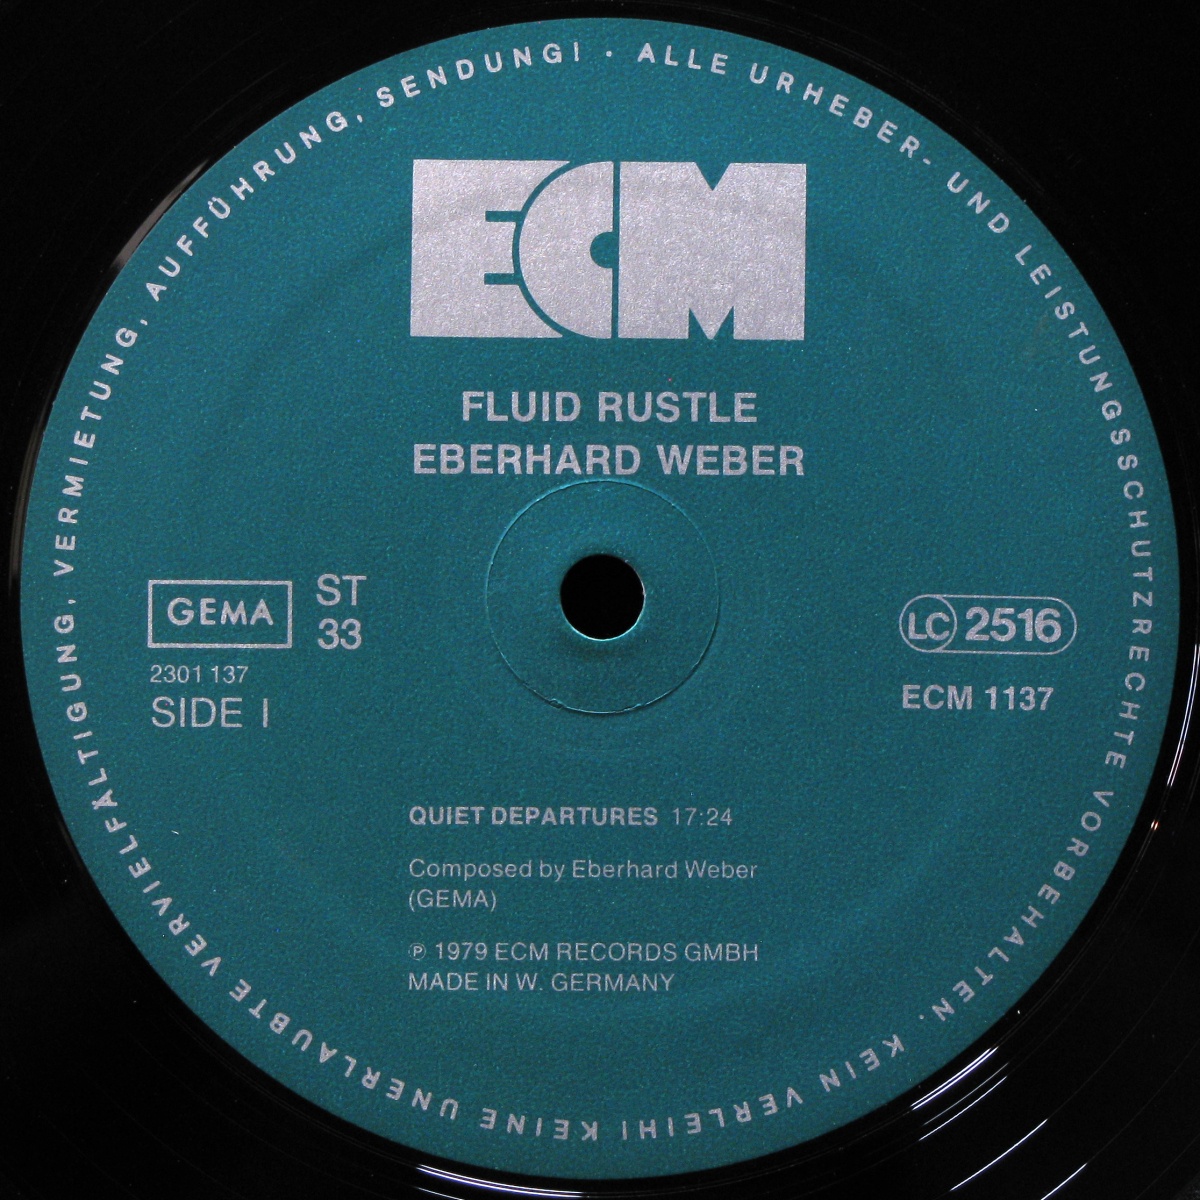 ALLE URHEBER- UND LEISTUNGSSCHUTZRECHTE VORBEHALTEN. KEIN VERLEIH! KEINE UNERLAUBTE VERVIELFÄLTIGUNG, VERMIETUNG, AUFFÜHRUNG, SENDUNG! ·
ECM
FLUID RUSTLE
EBERHARD WEBER
GEMA
ST
33
2301 137
SIDE I
LC 2516
ECM 1137
QUIET DEPARTURES 17:24
Composed by Eberhard Weber
(GEMA)
℗ 1979 ECM RECORDS GMBH
MADE IN W. GERMANY